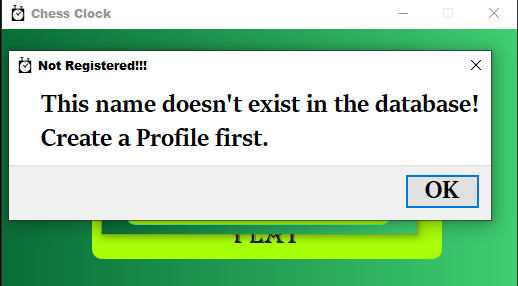 Chess Clock
Not Registered!!!
This name doesn't exist in the database!
Create a Profile first.
OK
PLAY